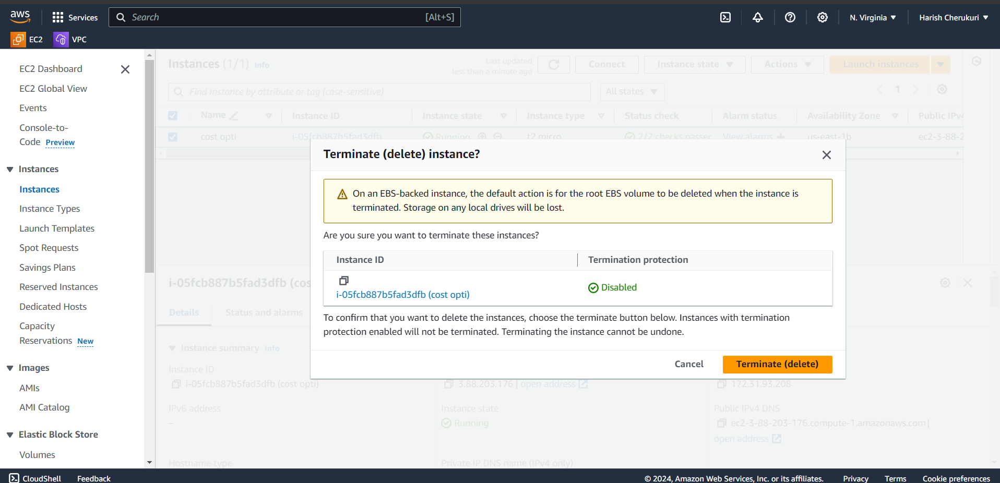 aws
Services
Search
[Alt+S]
N. Virginia
Harish Cherukuri
EC2
VPC
EC2 Dashboard
EC2 Global View
Events
Console-to-
Code Preview
Instances
Instances
Instance Types
Launch Templates
Spot Requests
Savings Plans
Reserved Instances
Dedicated Hosts
Capacity
Reservations New
Images
AMIs
AMI Catalog
Elastic Block Store
Volumes
Instances (1/1) Info
Last updated
less than a minute ago
Connect
Instance state
Actions
Launch instances
Find Instance by attribute or tag (case-sensitive)
All states
1
Name
Instance ID
Instance state
Instance type
Status check
Alarm status
Availability Zone
Public IPv4
cost opti
i-05fcb887b5fad3dfb
Running
t2.micro
2/2 checks passec
View alarms
us-east-1b
ec2-3-88-2
Terminate (delete) instance?
On an EBS-backed instance, the default action is for the root EBS volume to be deleted when the instance is
terminated. Storage on any local drives will be lost.
Are you sure you want to terminate these instances?
Instance ID
Termination protection
i-05fcb887b5fad3dfb (cost opti)
Disabled
To confirm that you want to delete the instances, choose the terminate button below. Instances with termination
protection enabled will not be terminated. Terminating the instance cannot be undone.
Cancel
Terminate (delete)
i-05fcb887b5fad3dfb (cos
Details
Status and alarms
Instance summary Info
Instance ID
i-05fcb887b5fad3dfb (cost opti)
3.88.203.176 | open address
172.31.93.208
IPv6 address
–
Instance state
Running
Public IPv4 DNS
ec2-3-88-203-176.compute-1.amazonaws.com |
open address
Hostname type
Private IP DNS name (IPv4 only)
CloudShell
Feedback
© 2024, Amazon Web Services, Inc. or its affiliates.
Privacy
Terms
Cookie preferences